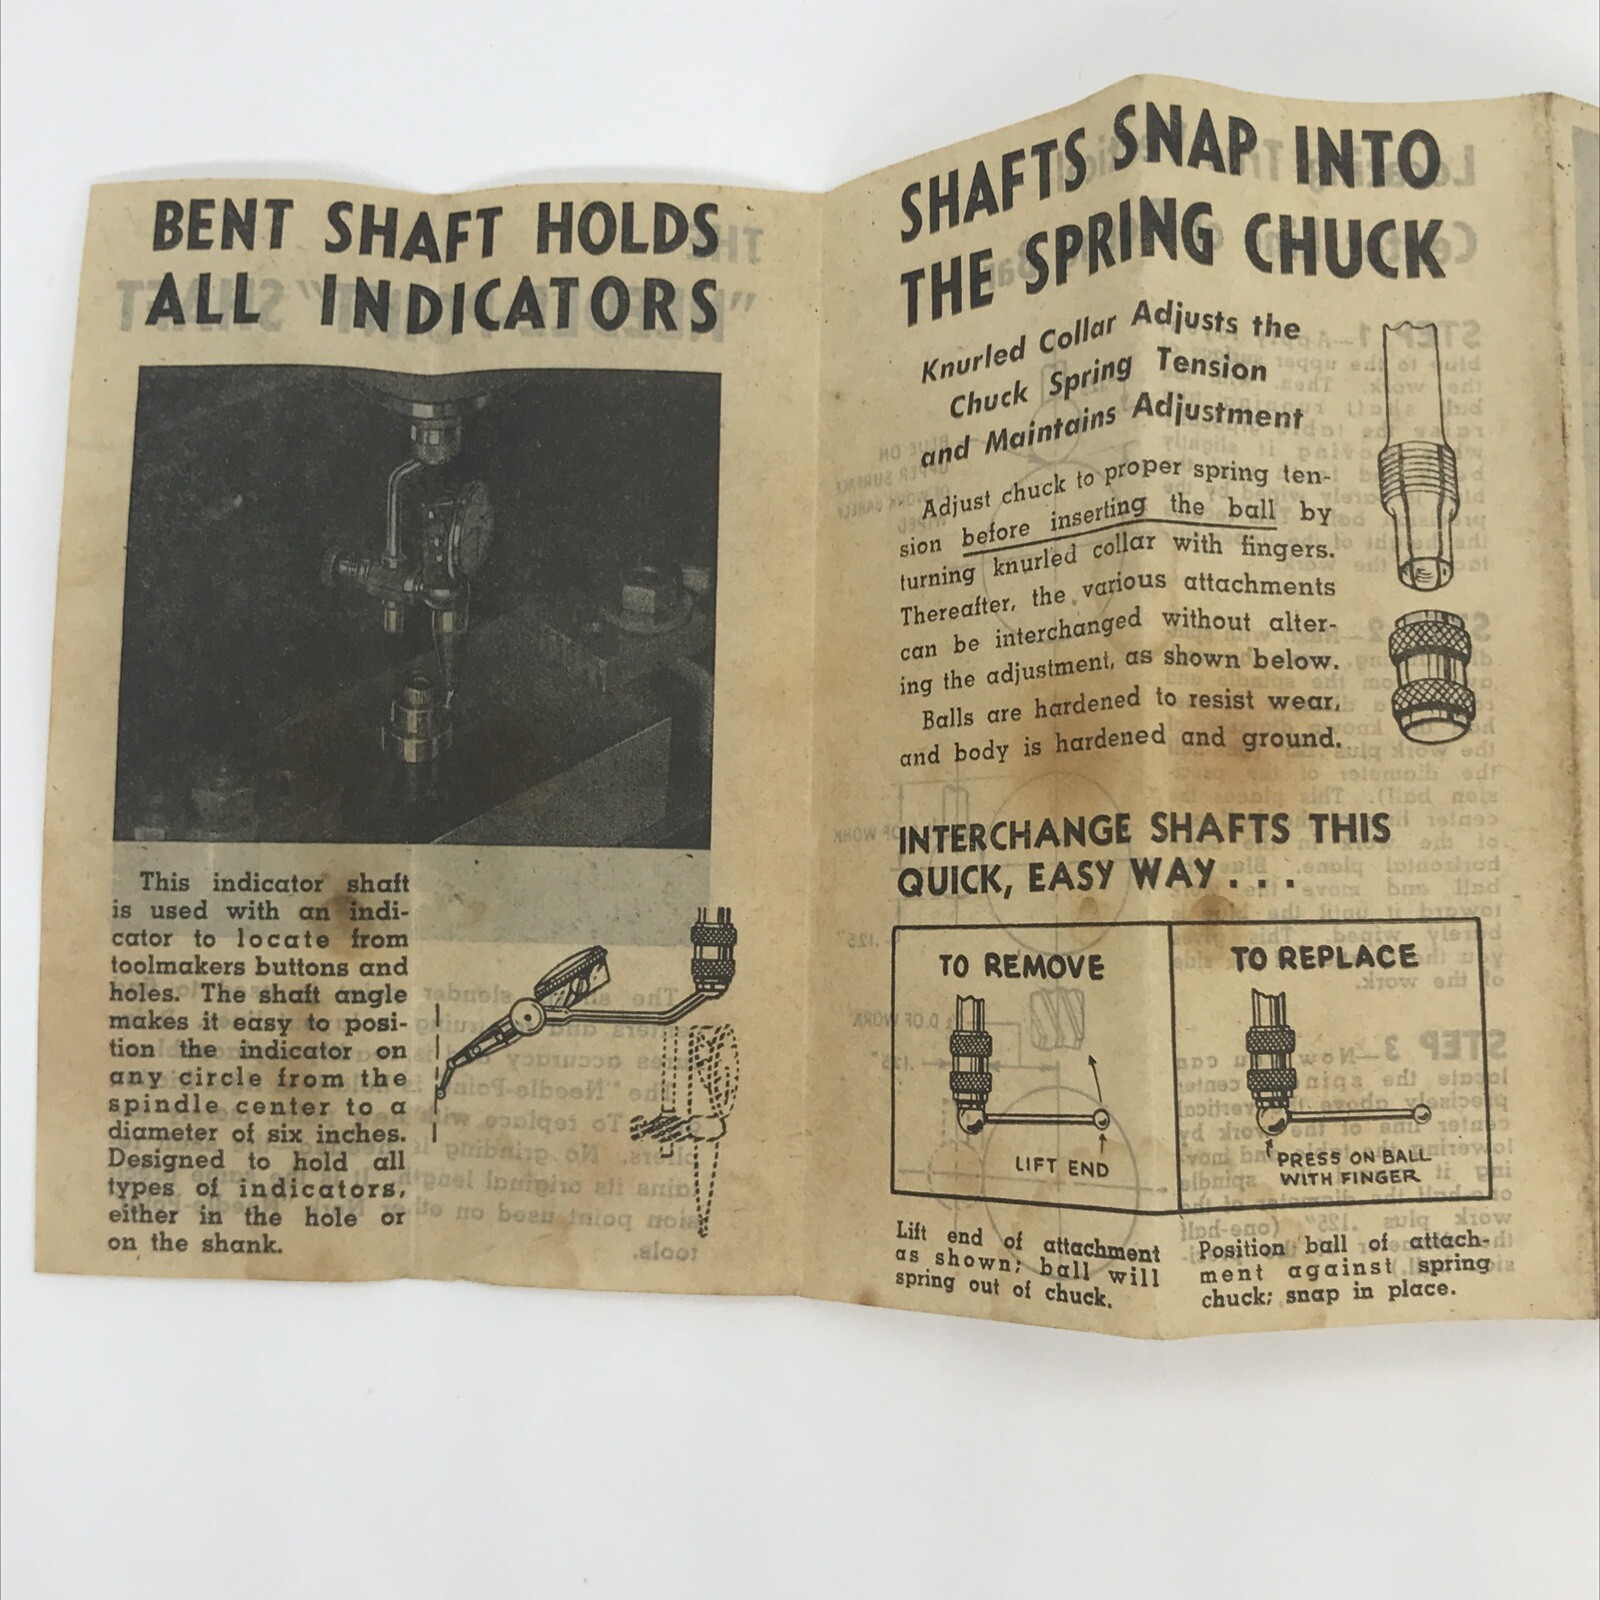 BENT SHAFT HOLDS
ALL INDICATORS
This indicator shaft
is used with an indi-
cator to locate from
toolmakers buttons and
holes. The shaft angle
makes it easy to posi-
tion the indicator on
any circle from the
spindle center to a
diameter of six inches.
Designed to hold all
types of indicators,
either in the hole or
on the shank.
SHAFTS SNAP INTO
THE SPRING CHUCK
Knurled Collar Adjusts the
Chuck Spring Tension
and Maintains Adjustment
Adjust chuck to proper spring ten-
sion before inserting the ball by
turning knurled collar with fingers.
Thereafter, the various attachments
can be interchanged without alter-
ing the adjustment, as shown below.
Balls are hardened to resist wear,
and body is hardened and ground.
INTERCHANGE SHAFTS THIS
QUICK, EASY WAY . . .
TO REMOVE
LIFT END
TO REPLACE
PRESS ON BALL
WITH FINGER
Lift end of attachment
as shown; ball will
spring out of chuck.
Position ball of attach-
ment against spring
chuck; snap in place.